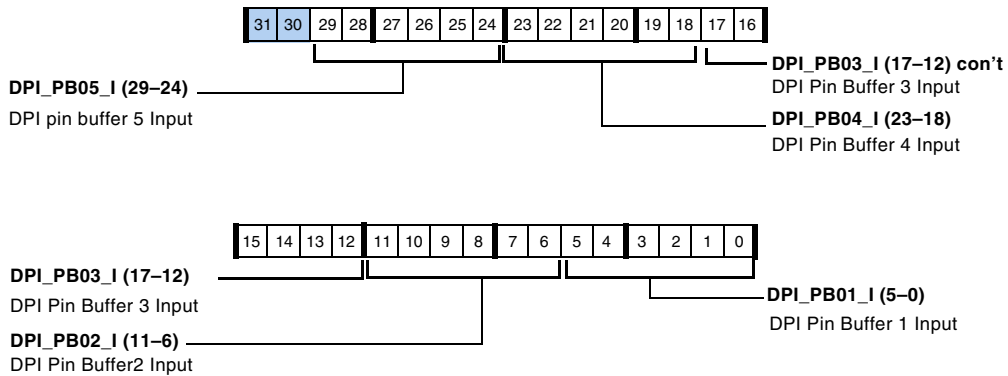 31 30 29 28 27 26 25 24 23 22 21 20 19 18 17 16
DPI_PB03_I (17–12) con't
DPI Pin Buffer 3 Input
DPI_PB05_I (29–24)
DPI pin buffer 5 Input
DPI_PB04_I (23–18)
DPI Pin Buffer 4 Input
15 14 13 12 11 10 9 8 7 6 5 4 3 2 1 0
DPI_PB03_I (17–12)
DPI Pin Buffer 3 Input
DPI_PB01_I (5–0)
DPI Pin Buffer 1 Input
DPI_PB02_I (11–6)
DPI Pin Buffer2 Input